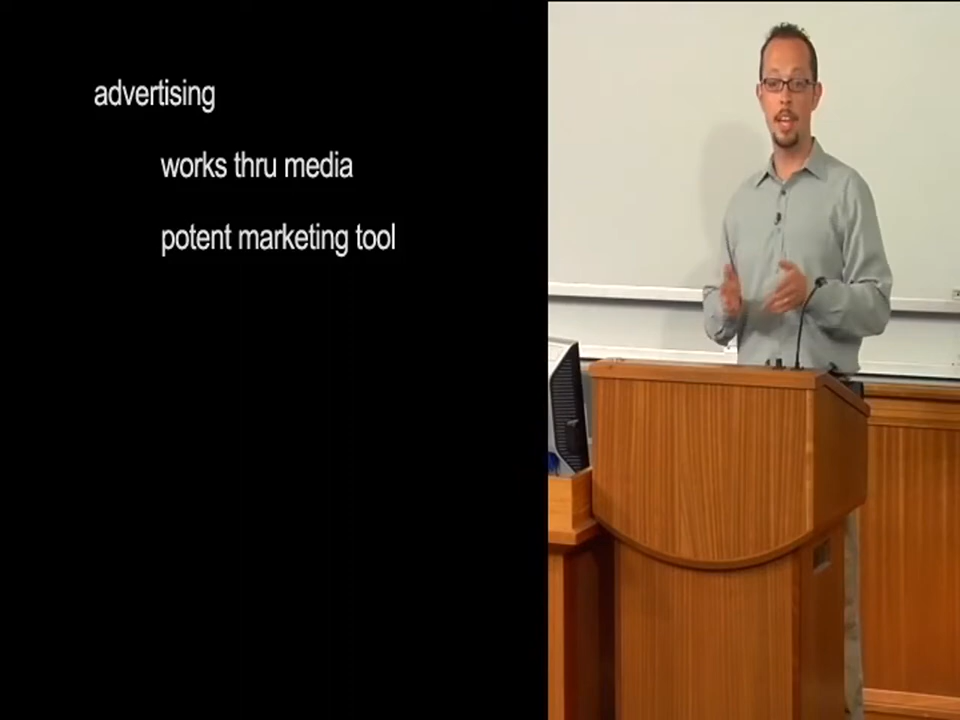 advertising
works thru media
potent marketing tool